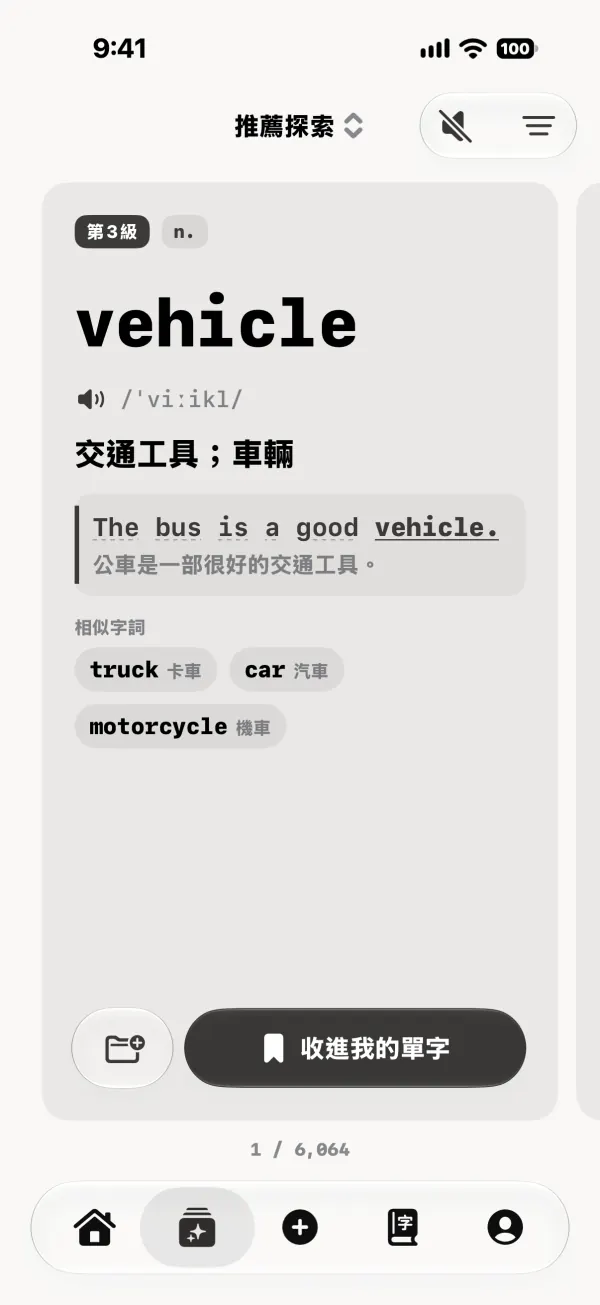 9:41
100
推薦探索
第3級 n.
vehicle
/ˈviːikl/
交通工具；車輛
The bus is a good vehicle.
公車是一部很好的交通工具。
相似字詞
truck 卡車 car 汽車
motorcycle 機車
收進我的單字
1 / 6,064
字